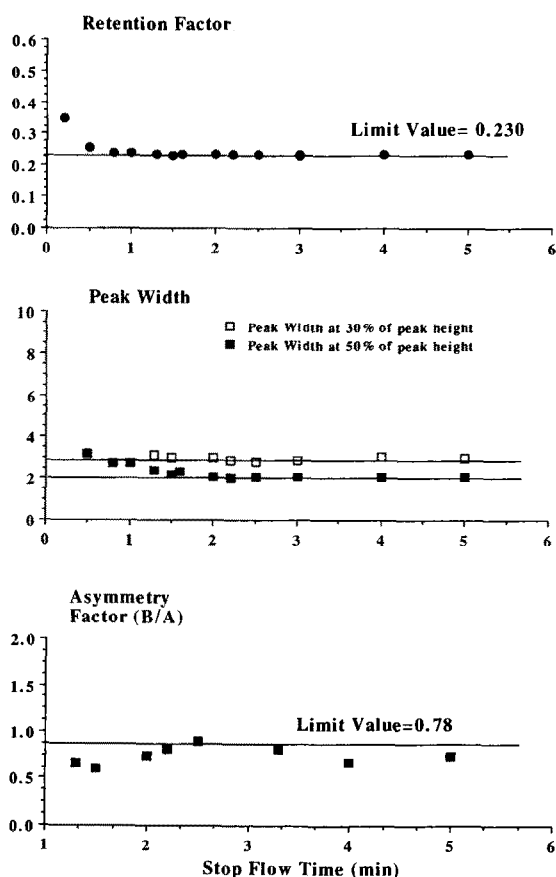 Retention Factor
0.6
0.5
0.4
0.3
0.2
0.1
0.0
Limit Value= 0.230
0 1 2 3 4 5 6
Peak Width
10
8
6
4
2
0
Peak Width at 30% of peak height
Peak Width at 50% of peak height
0 1 2 3 4 5 6
Asymmetry
Factor (B/A)
2.0
1.5
1.0
0.5
0.0
Limit Value=0.78
1 2 3 4 5 6
Stop Flow Time (min)